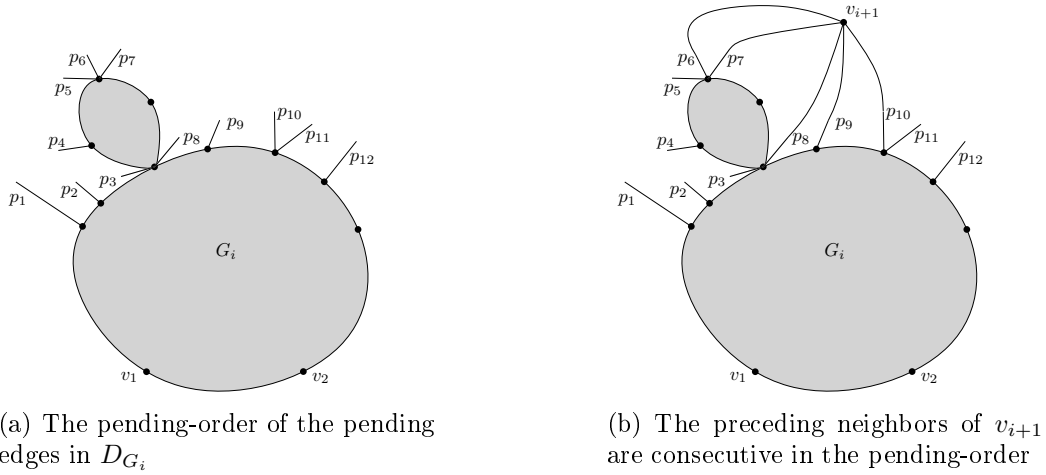 p6 p7
p5
p4
p3
p8
p9
p10
p11
p12
p2
p1
Gi
v1 v2
(a) The pending-order of the pending
edges in DGi
vi+1
p6 p7
p5
p4
p3
p8
p9
p10
p11
p12
p2
p1
Gi
v1 v2
(b) The preceding neighbors of vi+1
are consecutive in the pending-order